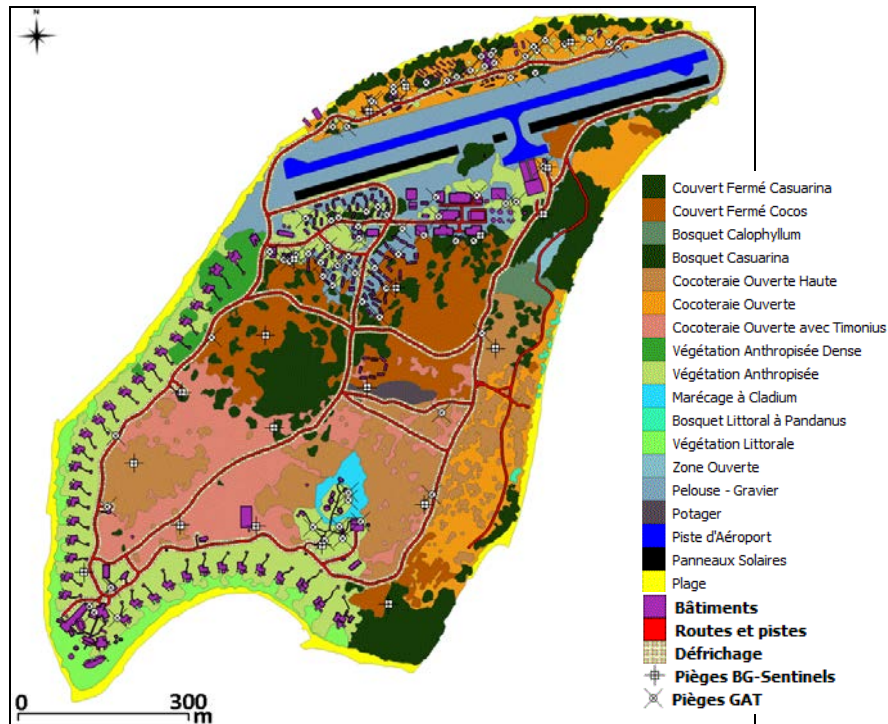 N
Couvert Fermé Casuarina
Couvert Fermé Cocos
Bosquet Calophyllum
Bosquet Casuarina
Cocoteraie Ouverte Haute
Cocoteraie Ouverte
Cocoteraie Ouverte avec Timonius
Végétation Anthropisée Dense
Végétation Anthropisée
Marécage à Cladium
Bosquet Littoral à Pandanus
Végétation Littorale
Zone Ouverte
Pelouse - Gravier
Potager
Piste d'Aéroport
Panneaux Solaires
Plage
Bâtiments
Routes et pistes
Défrichage
Pièges BG-Sentinels
Pièges GAT
0 300
m